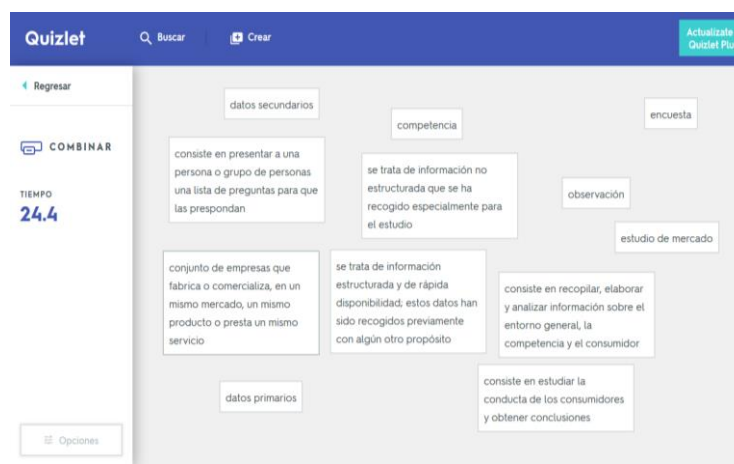 Quizlet
Buscar
Crear
Actualízate
Quizlet Plu
Regresar
COMBINAR
TIEMPO
24.4
Opciones
datos secundarios
competencia
encuesta
consiste en presentar a una
persona o grupo de personas
una lista de preguntas para que
las prespondan
se trata de información no
estructurada que se ha
recogido especialmente para
el estudio
observación
estudio de mercado
conjunto de empresas que
fabrica o comercializa, en un
mismo mercado, un mismo
producto o presta un mismo
servicio
se trata de información
estructurada y de rápida
disponibilidad; estos datos han
sido recogidos previamente
con algún otro propósito
consiste en recopilar, elaborar
y analizar información sobre el
entorno general, la
competencia y el consumidor
datos primarios
consiste en estudiar la
conducta de los consumidores
y obtener conclusiones